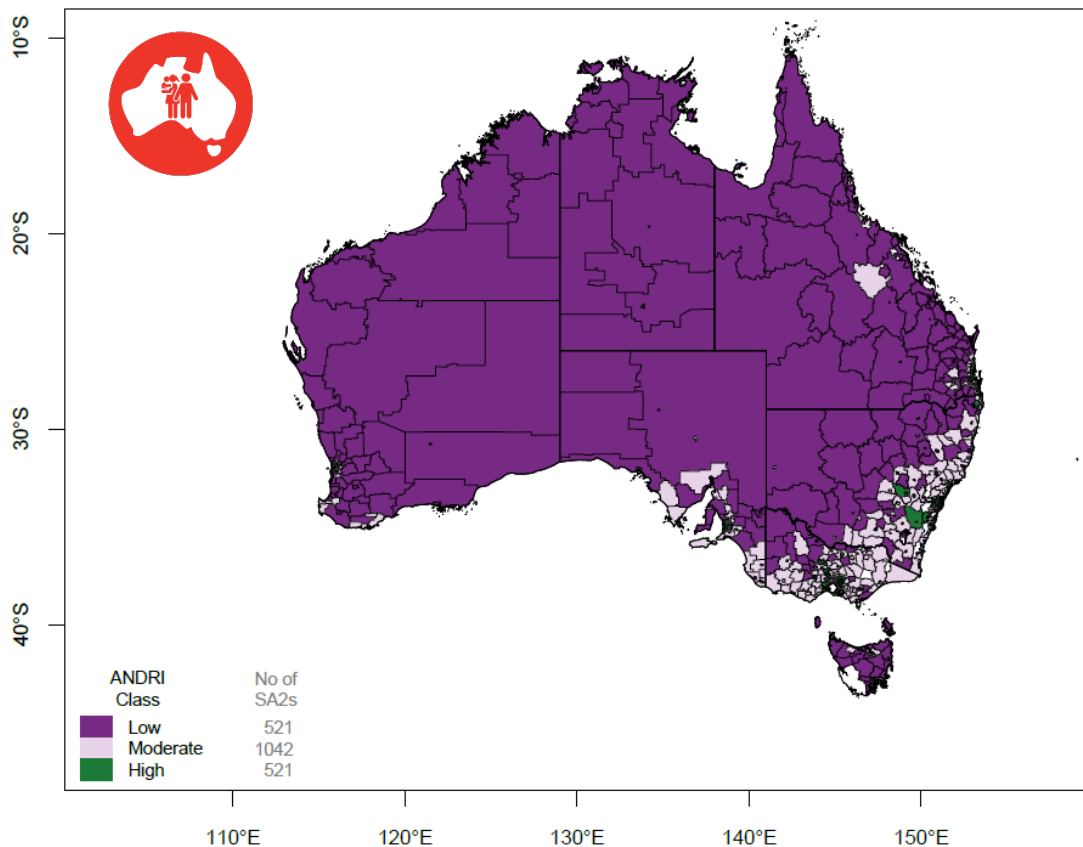 10°S
20°S
30°S
40°S
ANDRI No of
Class SA2s
Low 521
Moderate 1042
High 521
110°E 120°E 130°E 140°E 150°E